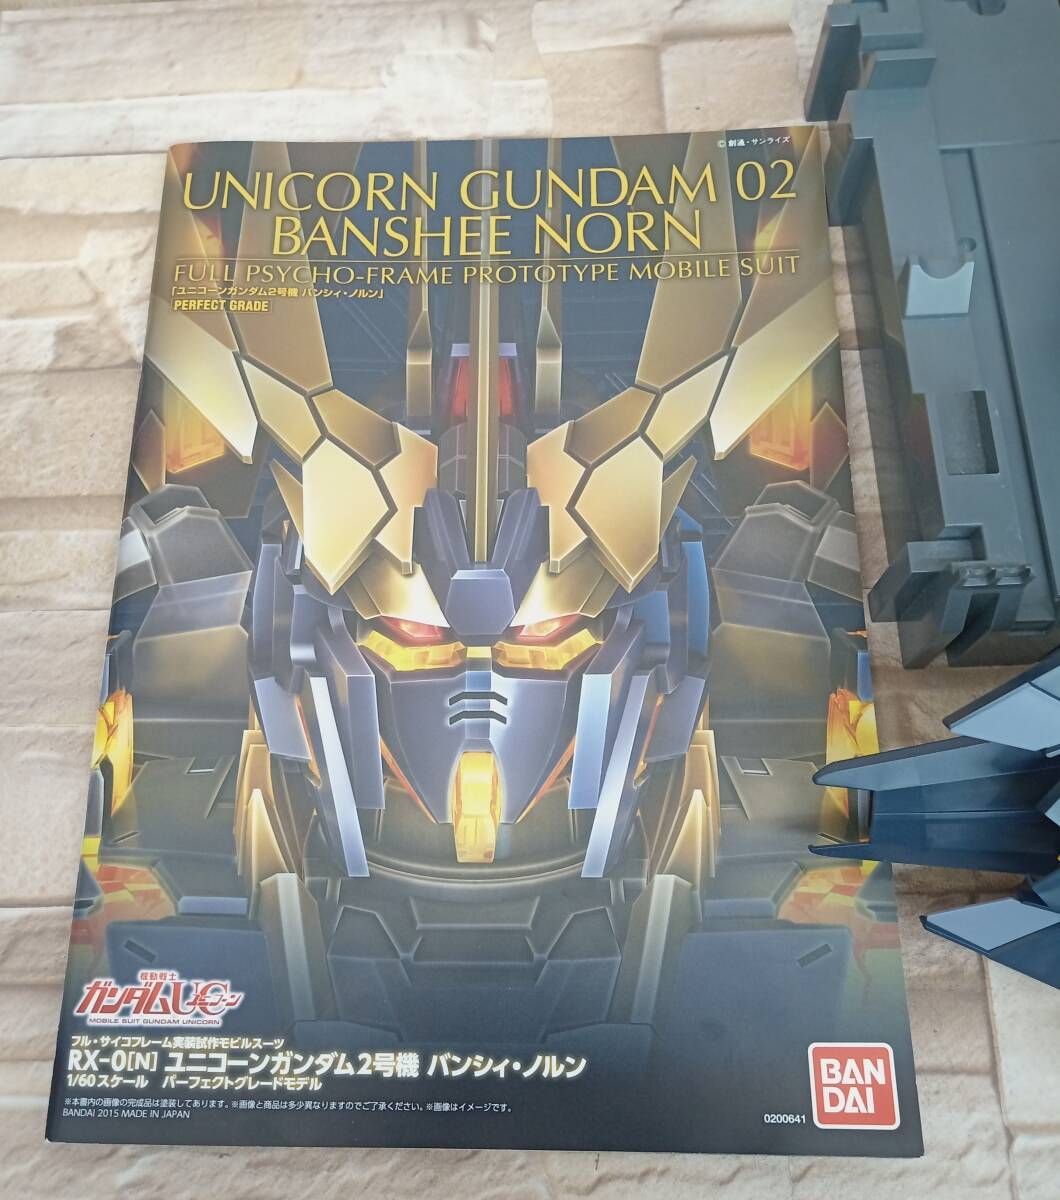 ©創通・サンライズ
UNICORN GUNDAM 02
BANSHEE NORN
FULL PSYCHO-FRAME PROTOTYPE MOBILE SUIT
「ユニコーンガンダム2号機 バンシィ・ノルン」
PERFECT GRADE
機動戦士
ガンダムUC
ユニコーン
MOBILE SUIT GUNDAM UNICORN
フル・サイコフレーム実装試作モビルスーツ
RX-0[N] ユニコーンガンダム2号機 バンシィ・ノルン
1/60スケール パーフェクトグレードモデル
※本書内の画像の完成品は塗装してあります。※画像と商品は多少異なりますのでご了承ください。※画像はイメージです。
BANDAI 2015 MADE IN JAPAN
0200641
BAN
DAI